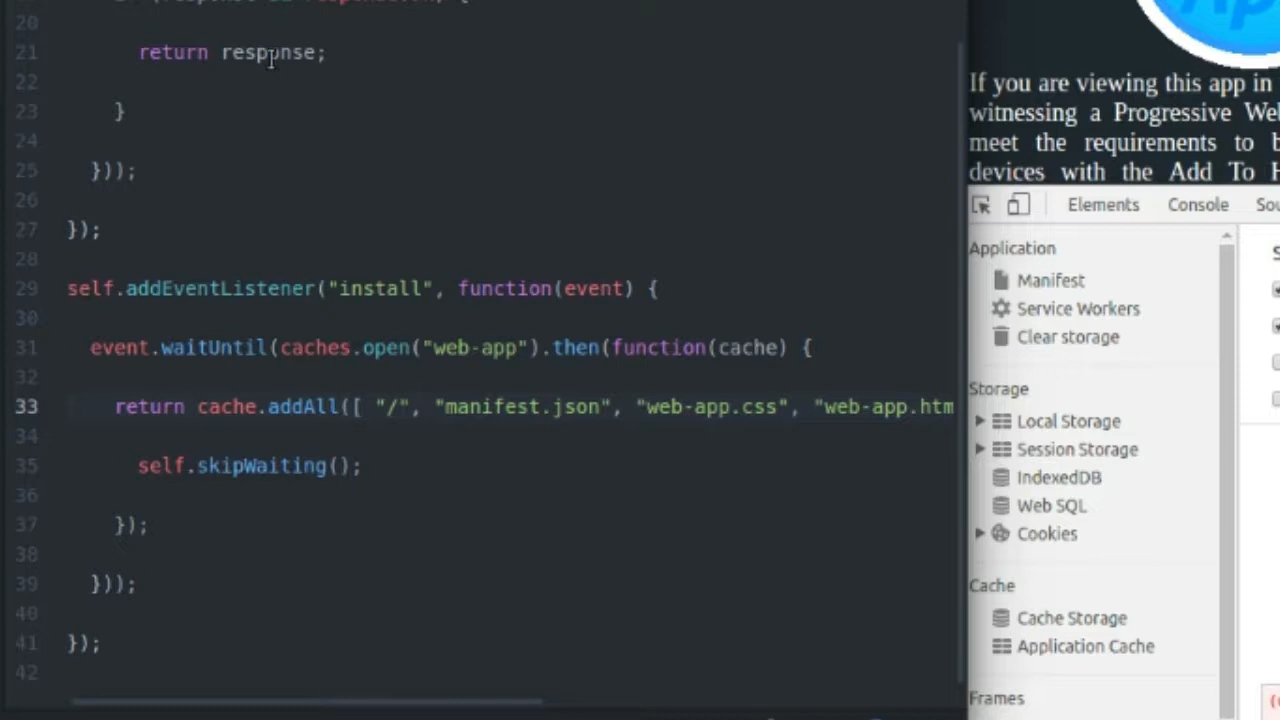 20
21 return response;
22
23 }
24
25 }));
26
27 });
28
29 self.addEventListener("install", function(event) {
30
31 event.waitUntil(caches.open("web-app").then(function(cache) {
32
33 return cache.addAll([ "/", "manifest.json", "web-app.css", "web-app.htm
34
35 self.skipWaiting();
36
37 });
38
39 }));
40
41 });
42
If you are viewing this app in
witnessing a Progressive Web
meet the requirements to b
devices with the Add To H
Elements Console Sou
Application
Manifest
Service Workers
Clear storage
Storage
Local Storage
Session Storage
IndexedDB
Web SQL
Cookies
Cache
Cache Storage
Application Cache
Frames